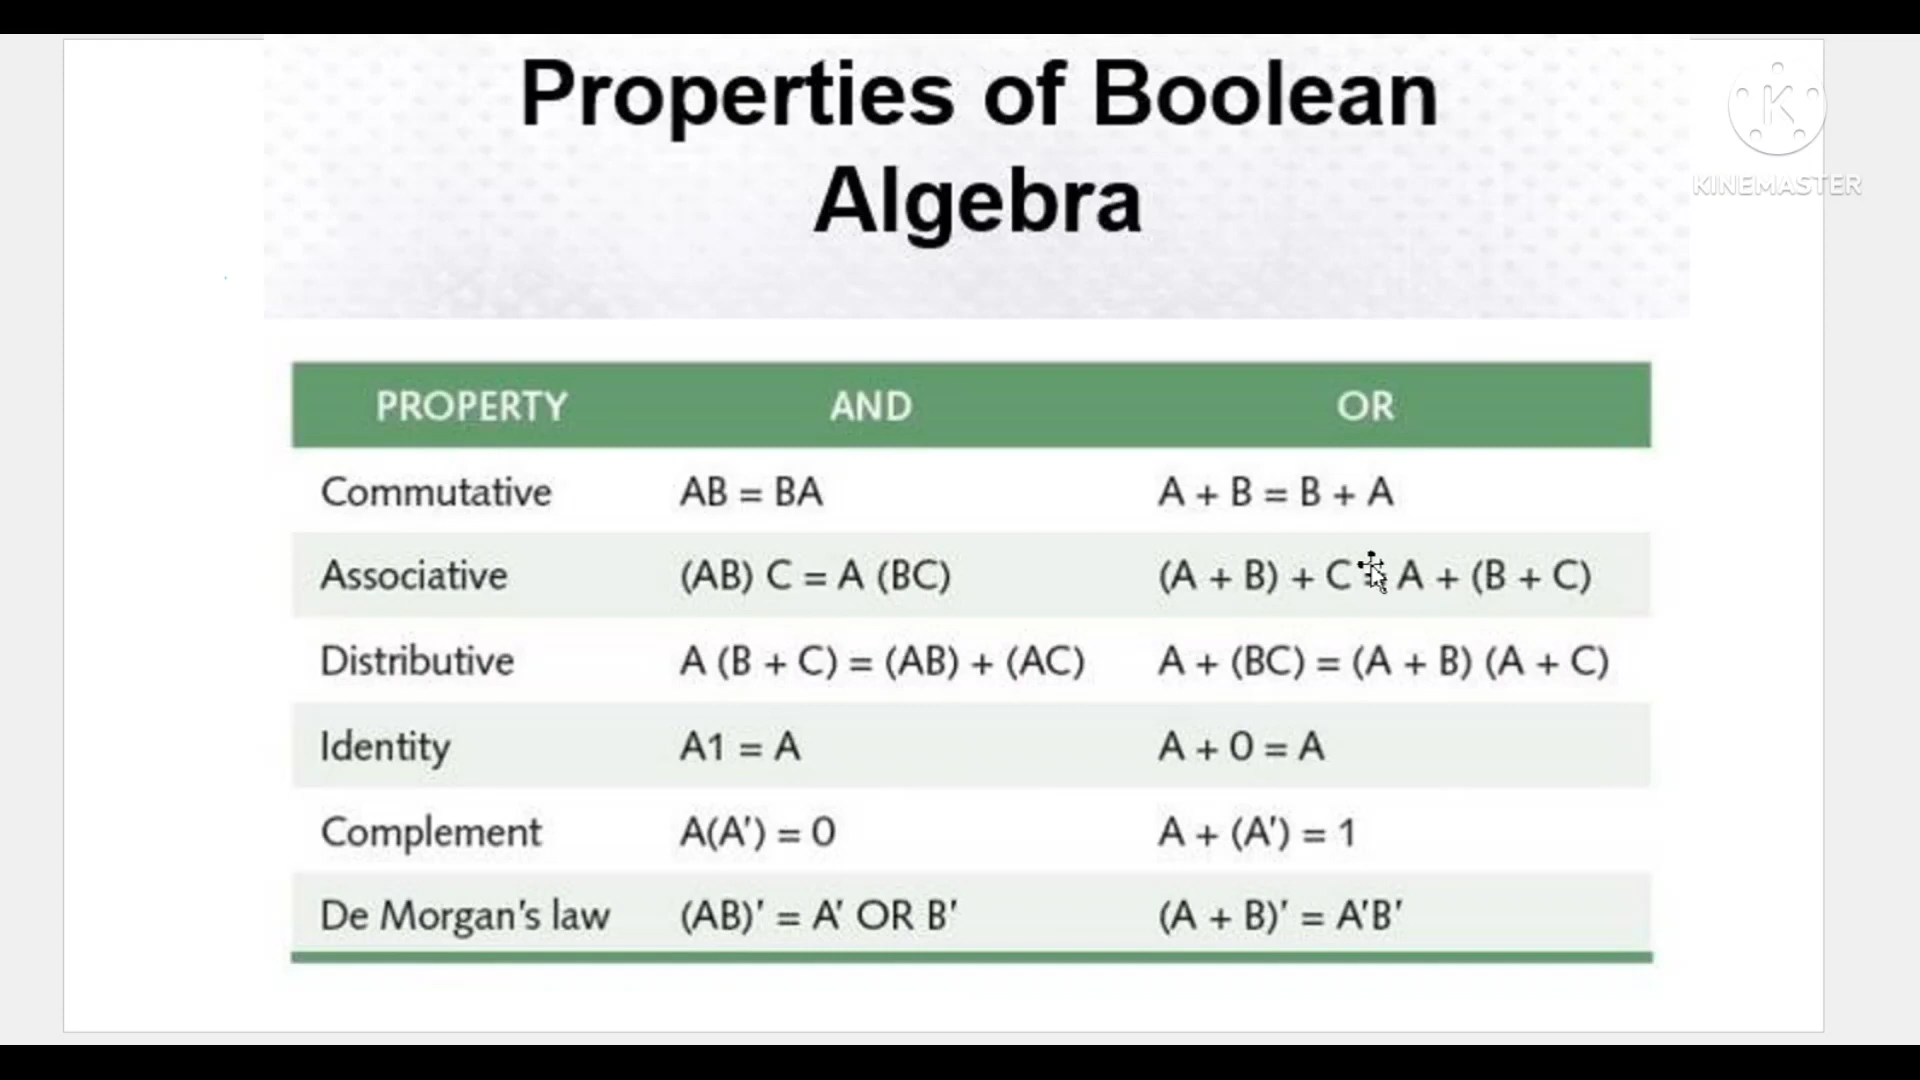 Properties of Boolean
Algebra
KINEMASTER
PROPERTY AND OR
Commutative AB = BA A + B = B + A
Associative (AB) C = A (BC) (A + B) + C = A + (B + C)
Distributive A (B + C) = (AB) + (AC) A + (BC) = (A + B) (A + C)
Identity A1 = A A + 0 = A
Complement A(A') = 0 A + (A') = 1
De Morgan's law (AB)' = A' OR B' (A + B)' = A'B'